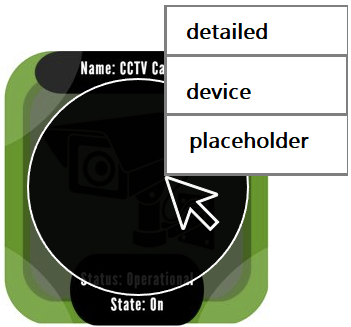 Name: CCTV Ca
detailed
device
placeholder
Status: Operational
State: On